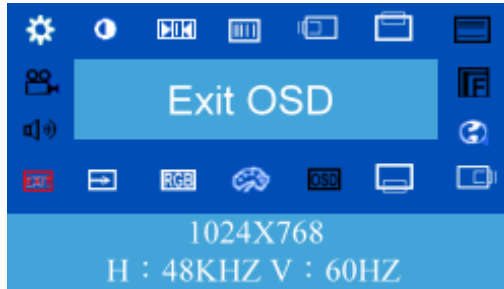 F
Exit OSD
EXIT
RGB
OSD
1024X768
H：48KHZ V：60HZ